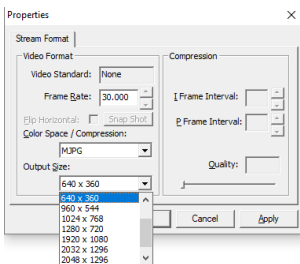 Properties
Stream Format
Video Format
Video Standard: None
Frame Rate: 30.000
Flip Horizontal: Snap Shot
Color Space / Compression:
MJPG
Output Size:
640 x 360
640 x 360
960 x 544
1024 x 768
1280 x 720
1920 x 1080
2032 x 1296
2048 x 1296
Compression
I Frame Interval:
P Frame Interval:
Quality:
Cancel
Apply